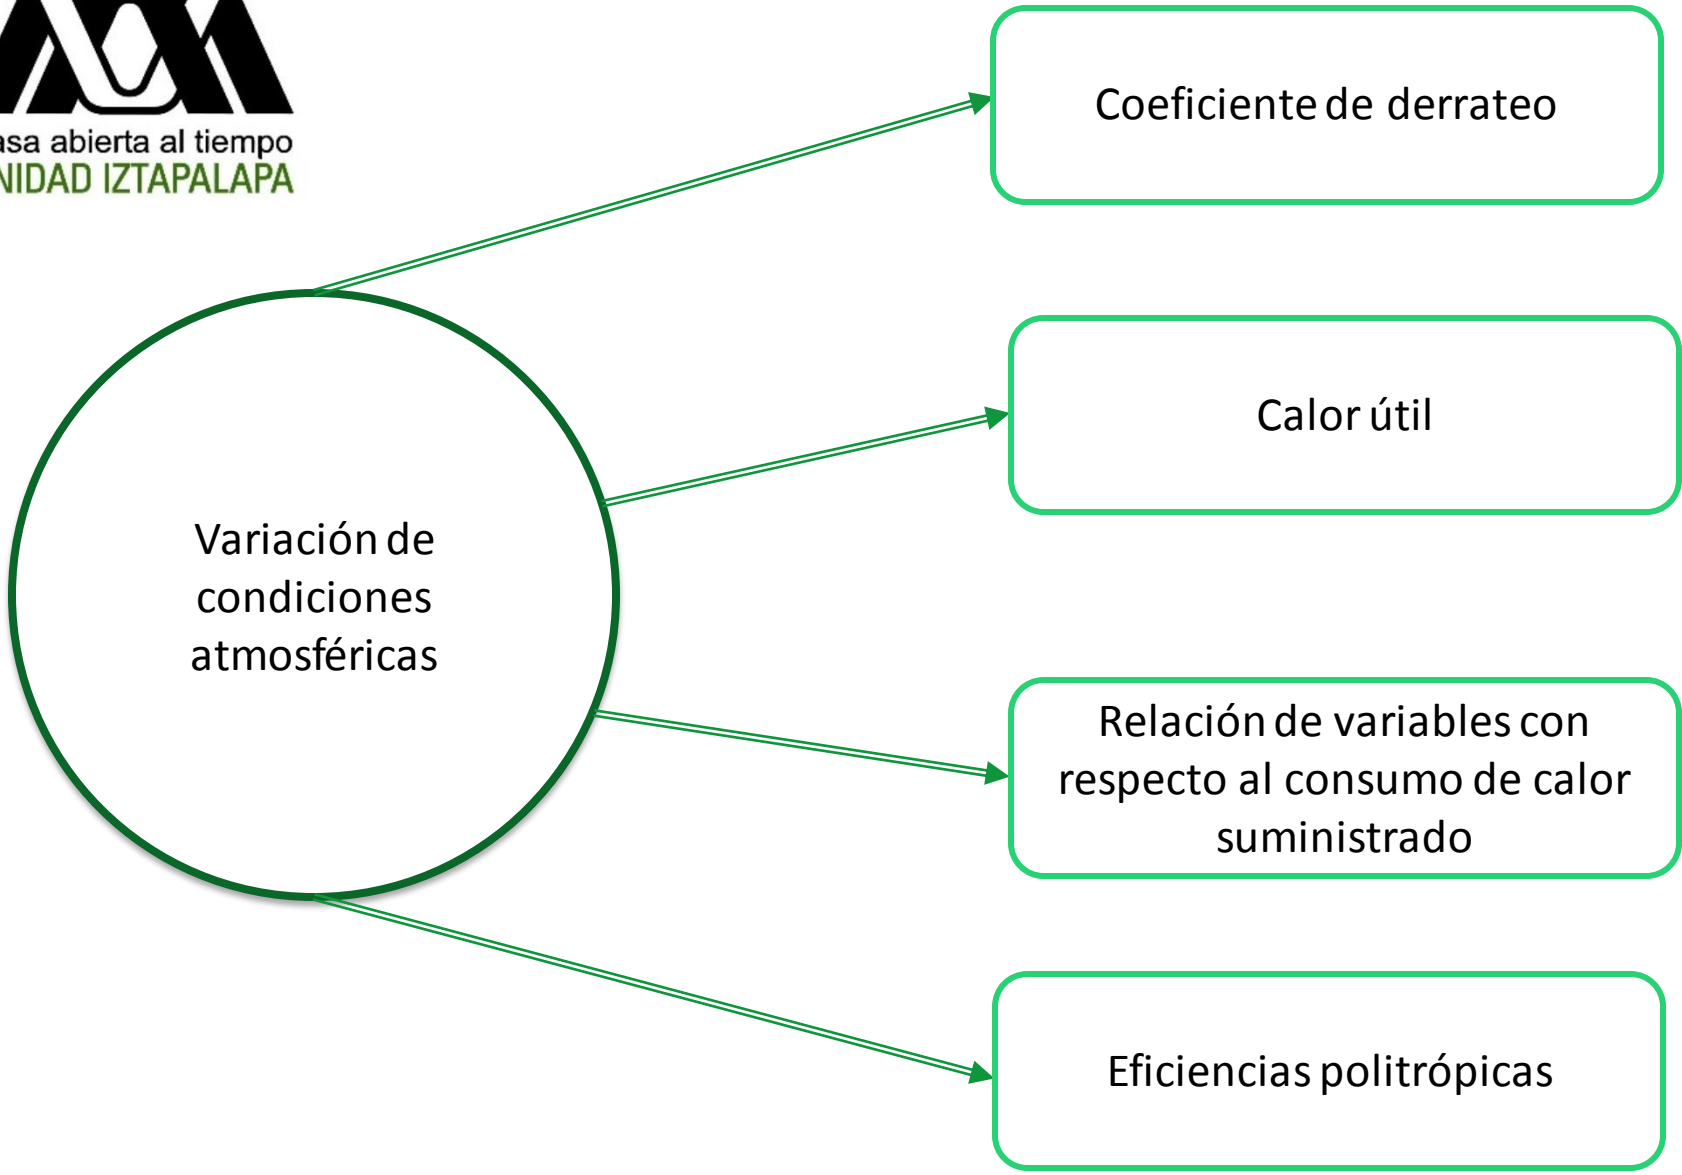 asa abierta al tiempo
NIDAD IZTAPALAPA
Coeficiente de derrateo
Calor útil
Variación de
condiciones
atmosféricas
Relación de variables con
respecto al consumo de calor
suministrado
Eficiencias politrópicas